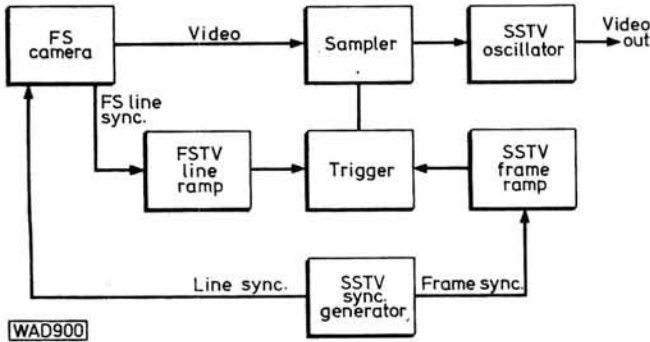 FS
camera
Video
Sampler
SSTV
oscillator
Video
out
FS line
sync.
FSTV
line
ramp
Trigger
SSTV
frame
ramp
Line sync.
SSTV
sync.
generator
Frame sync.
WAD900